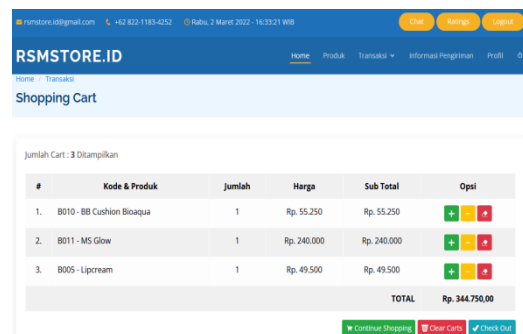 rsmstore.id@gmail.com +62 822-1183-4252 Rabu, 2 Maret 2022 - 16:33:21 WIB Chat Ratings Logout
RSMSTORE.ID Home Produk Transaksi Informasi Pengiriman Profil
Home / Transaksi
Shopping Cart
Jumlah Cart : 3 Ditampilkan
# Kode & Produk Jumlah Harga Sub Total Opsi
1. B010 - BB Cushion Bioaqua 1 Rp. 55.250 Rp. 55.250
2. B011 - MS Glow 1 Rp. 240.000 Rp. 240.000
3. B005 - Lipcream 1 Rp. 49.500 Rp. 49.500
TOTAL Rp. 344.750,00
Continue Shopping Clear Carts Check Out